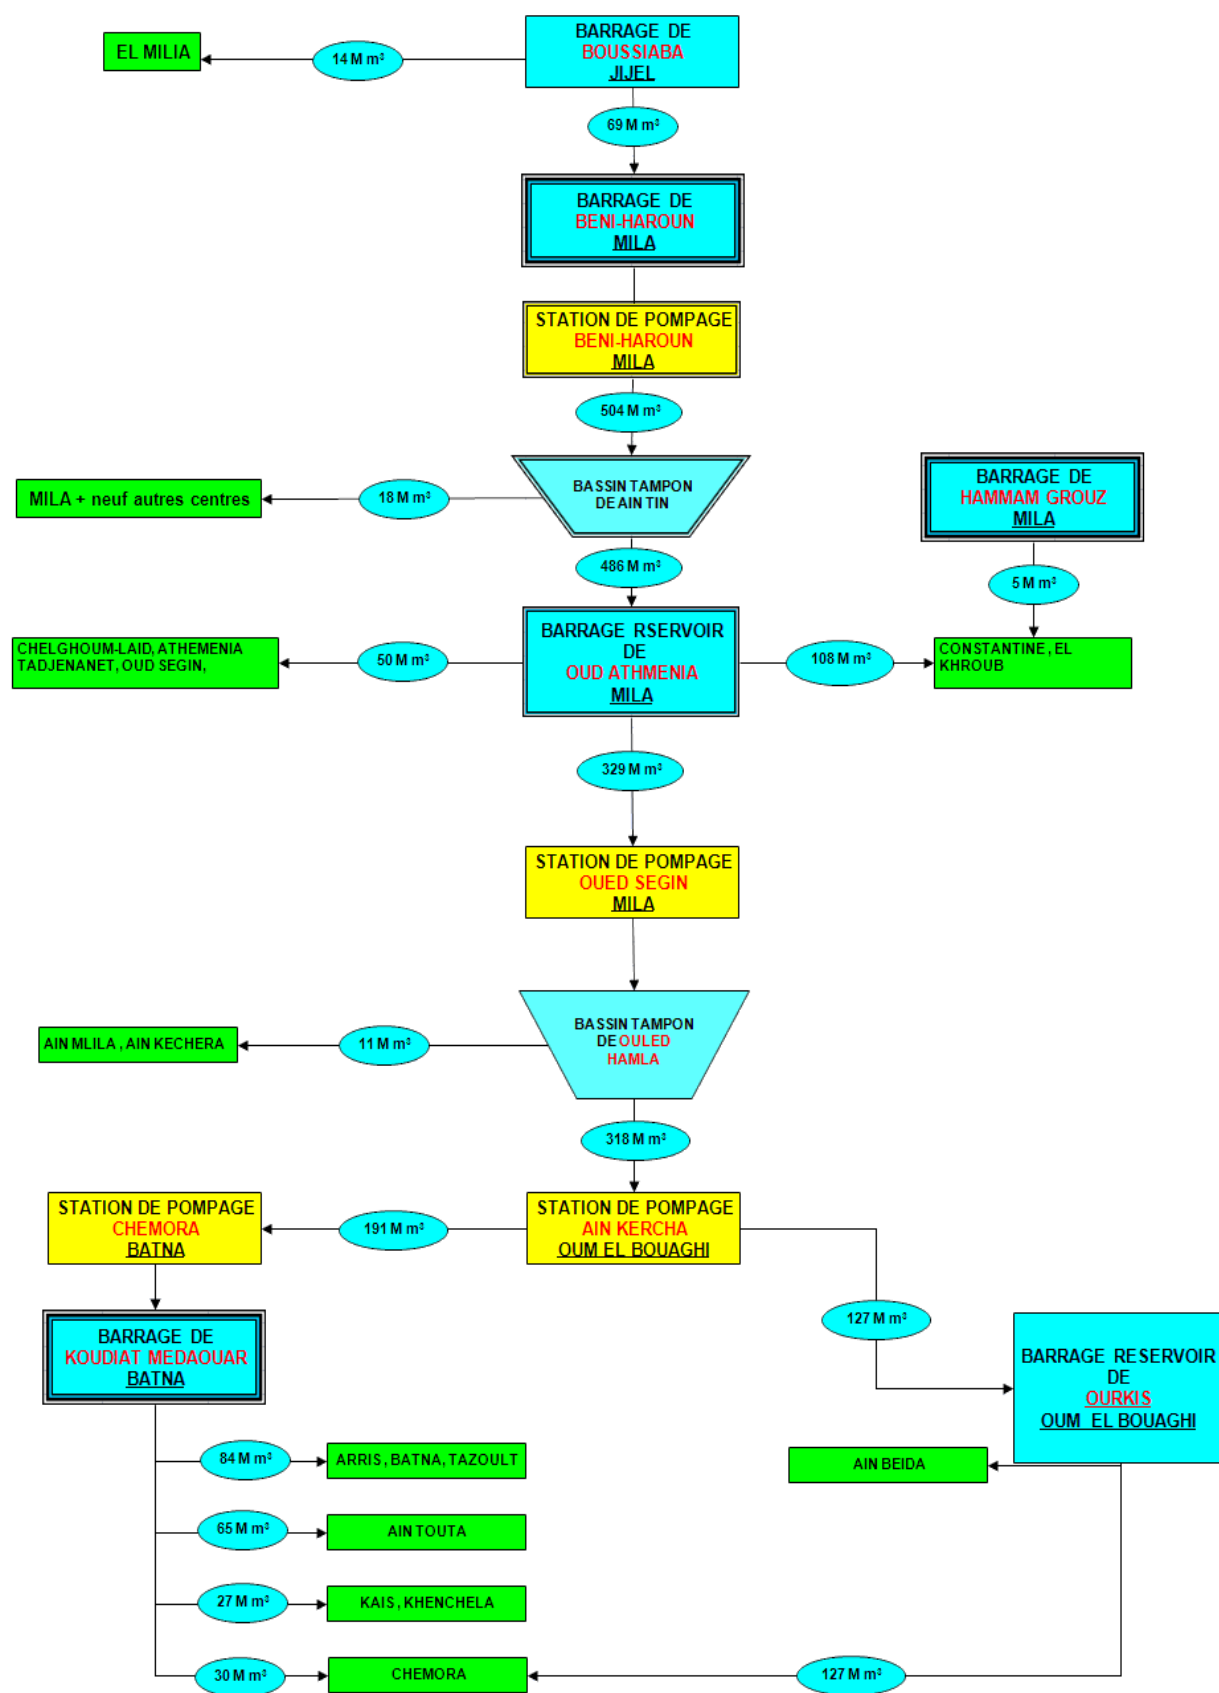 BARRAGE DE
BOUSSIABA
JIJEL
EL MILIA
14 M m³
69 M m³
BARRAGE DE
BENI-HAROUN
MILA
STATION DE POMPAGE
BENI-HAROUN
MILA
504 M m³
BASSIN TAMPON
DE AIN TIN
MILA + neuf autres centres
18 M m³
BARRAGE DE
HAMMAM GROUZ
MILA
486 M m³
5 M m³
BARRAGE RSERVOIR
DE
OUD ATHMENIA
MILA
CHELGHOUM-LAID, ATHEMENIA
TADJENANET, OUD SEGIN,
50 M m³
108 M m³
CONSTANTINE , EL
KHROUB
329 M m³
STATION DE POMPAGE
OUED SEGIN
MILA
BASSIN TAMPON
DE OULED
HAMLA
AIN MLILA , AIN KECHERA
11 M m³
318 M m³
STATION DE POMPAGE
CHEMORA
BATNA
191 M m³
STATION DE POMPAGE
AIN KERCHA
OUM EL BOUAGHI
127 M m³
BARRAGE DE
KOUDIAT MEDAOUAR
BATNA
BARRAGE RESERVOIR
DE
OURKIS
OUM EL BOUAGHI
84 M m³
ARRIS , BATNA, TAZOULT
AIN BEIDA
65 M m³
AIN TOUTA
27 M m³
KAIS , KHENCHELA
30 M m³
CHEMORA
127 M m³